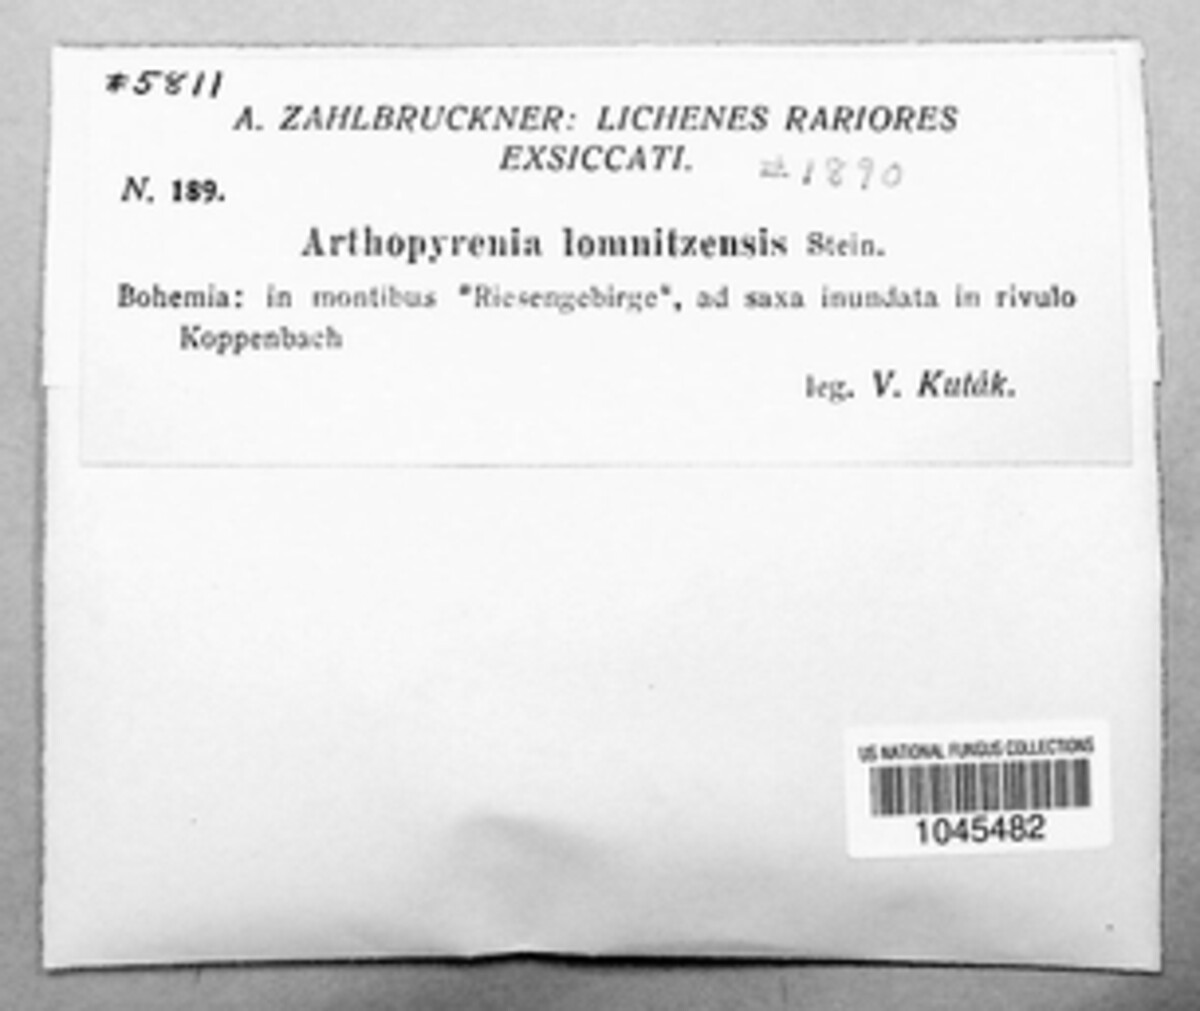 #5811
A. ZAHLBRUCKNER: LICHENES RARIORES
EXSICCATI.
#1890
N. 189.
Arthopyrenia lomnitzensis Stein.
Bohemia: in montibus "Riesengebirge", ad saxa inundata in rivulo
Koppenbach
leg. V. Kuták.
US NATIONAL FUNGUS COLLECTIONS
1045482